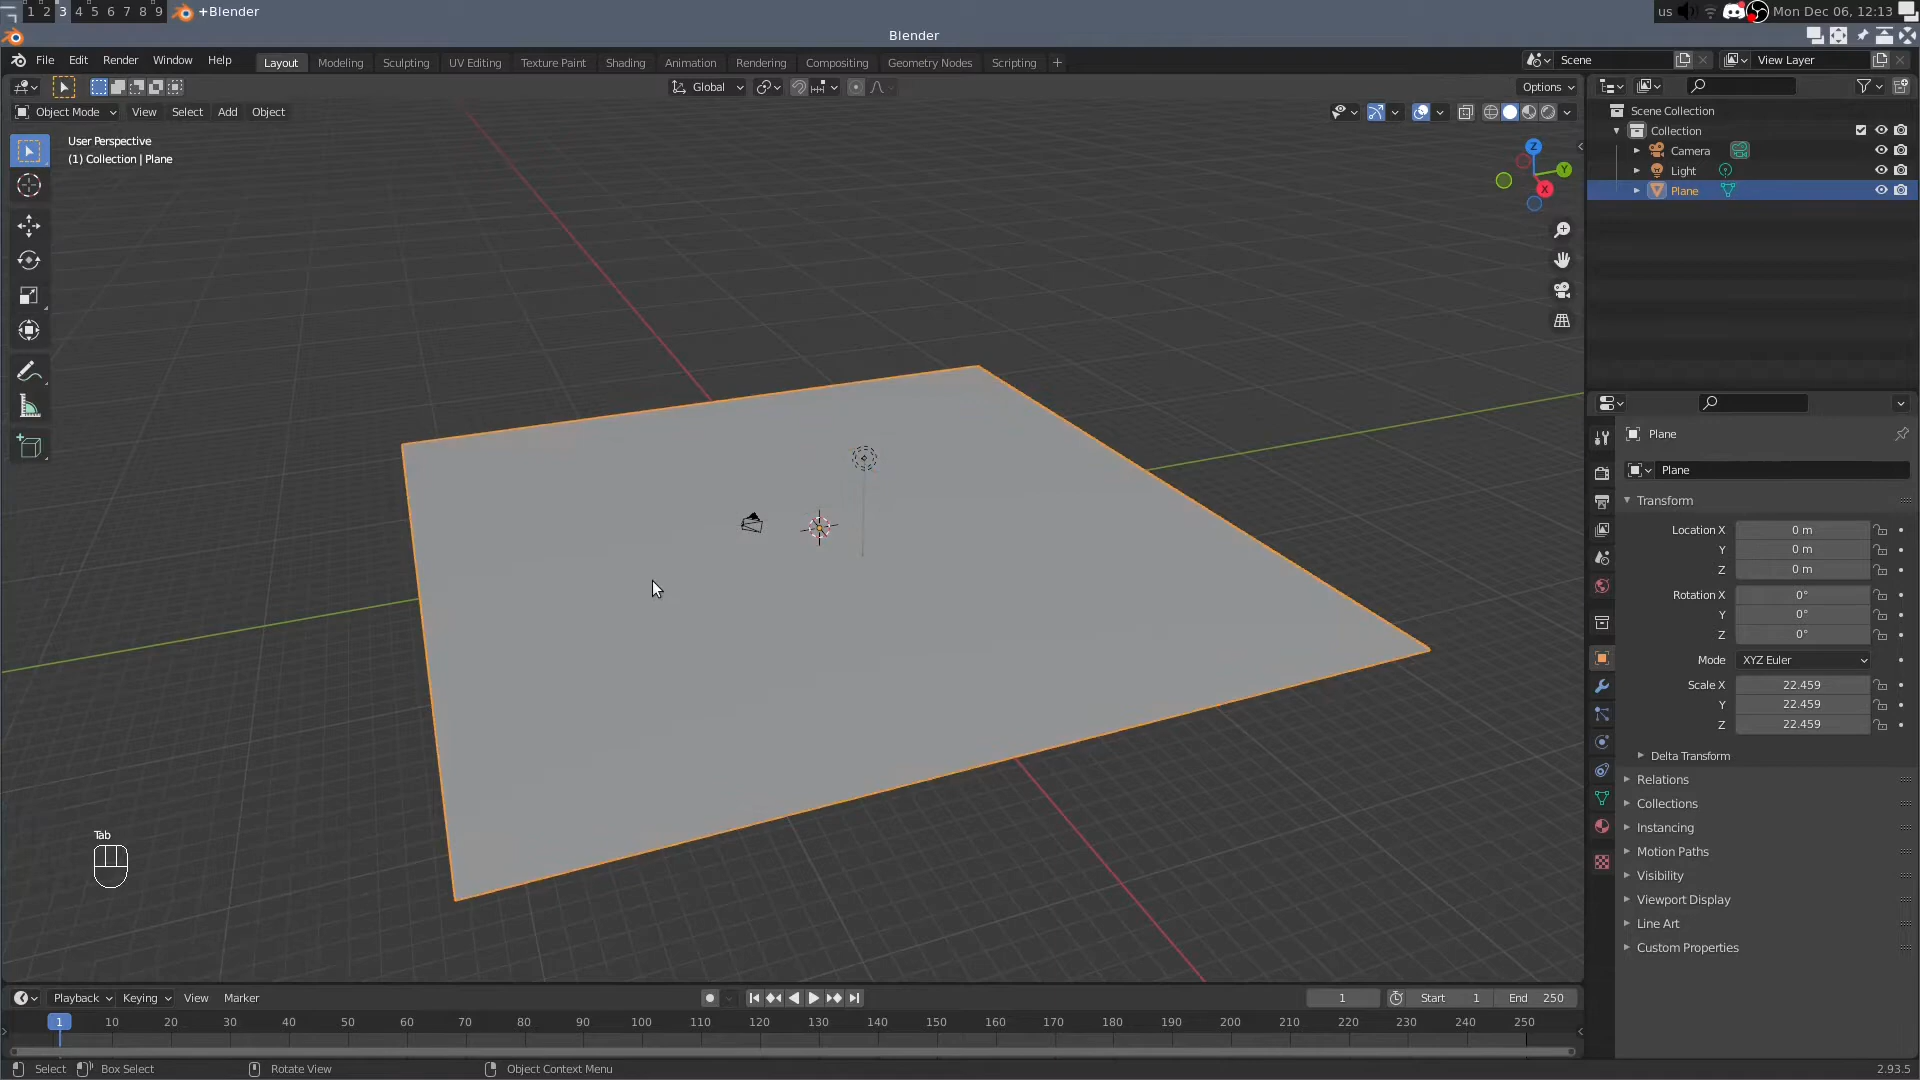 1 2 3 4 5 6 7 8 9 +Blender us Mon Dec 06, 12:13
Blender
File Edit Render Window Help Layout Modeling Sculpting UV Editing Texture Paint Shading Animation Rendering Compositing Geometry Nodes Scripting + Scene View Layer
Global Options
Object Mode View Select Add Object
User Perspective
(1) Collection | Plane
Z
Y
X
Scene Collection
Collection
Camera
Light
Plane
Plane
Plane
Transform
Location X 0 m
Y 0 m
Z 0 m
Rotation X 0°
Y 0°
Z 0°
Mode XYZ Euler
Scale X 22.459
Y 22.459
Z 22.459
Delta Transform
Relations
Collections
Instancing
Motion Paths
Visibility
Viewport Display
Line Art
Custom Properties
Tab
Playback Keying View Marker 1 Start 1 End 250
1 10 20 30 40 50 60 70 80 90 100 110 120 130 140 150 160 170 180 190 200 210 220 230 240 250
Select Box Select Rotate View Object Context Menu 2.93.5